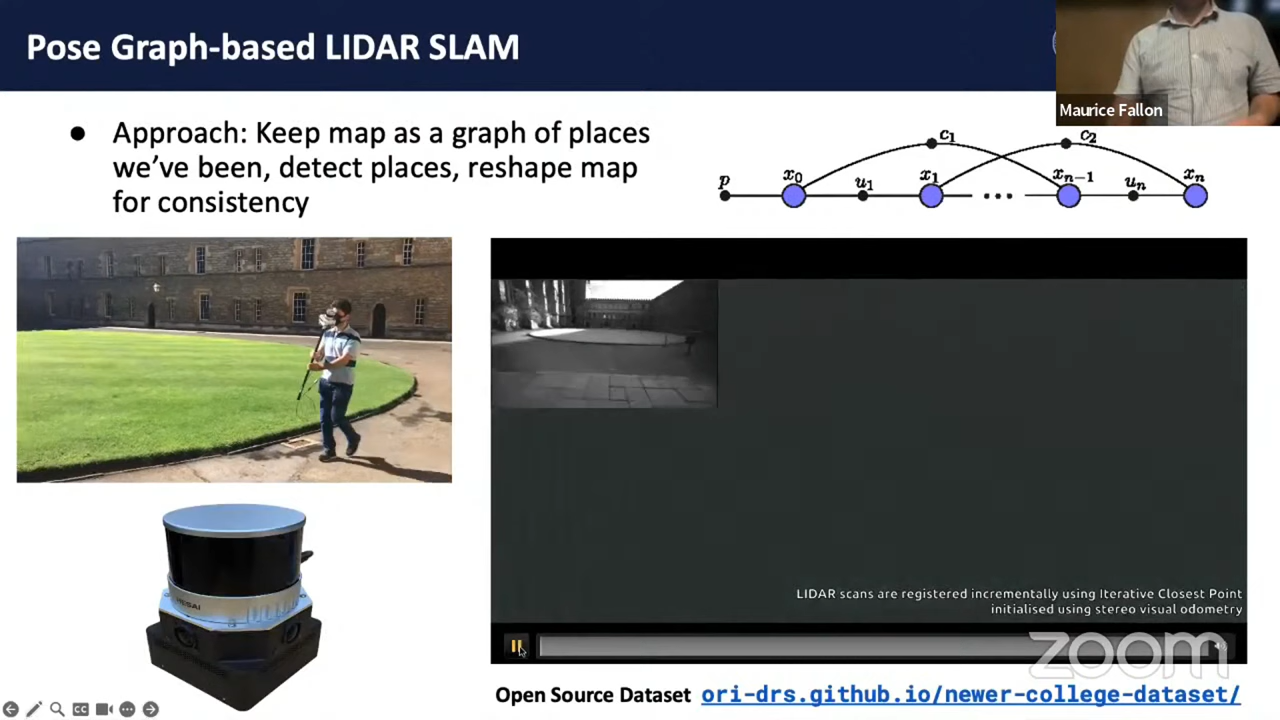 Pose Graph-based LIDAR SLAM
Maurice Fallon
● Approach: Keep map as a graph of places
we’ve been, detect places, reshape map
for consistency
c₁ c₂
p x₀ u₁ x₁ xₙ₋₁ uₙ xₙ
HESAI
LIDAR scans are registered incrementally using Iterative Closest Point
initialised using stereo visual odometry
zoom
Open Source Dataset ori-drs.github.io/newer-college-dataset/
CC